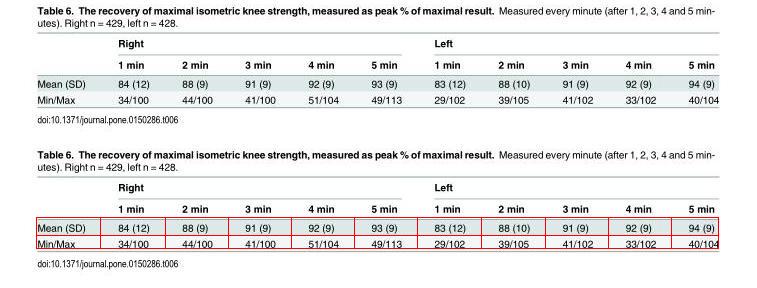 Table 6. The recovery of maximal isometric knee strength, measured as peak % of maximal result. Measured every minute (after 1, 2, 3, 4 and 5 min-
utes). Right n = 429, left n = 428.
Right Left
1 min 2 min 3 min 4 min 5 min 1 min 2 min 3 min 4 min 5 min
Mean (SD) 84 (12) 88 (9) 91 (9) 92 (9) 93 (9) 83 (12) 88 (10) 91 (9) 92 (9) 94 (9)
Min/Max 34/100 44/100 41/100 51/104 49/113 29/102 39/105 41/102 33/102 40/104
doi:10.1371/journal.pone.0150286.t006
Table 6. The recovery of maximal isometric knee strength, measured as peak % of maximal result. Measured every minute (after 1, 2, 3, 4 and 5 min-
utes). Right n = 429, left n = 428.
Right Left
1 min 2 min 3 min 4 min 5 min 1 min 2 min 3 min 4 min 5 min
Mean (SD) 84 (12) 88 (9) 91 (9) 92 (9) 93 (9) 83 (12) 88 (10) 91 (9) 92 (9) 94 (9)
Min/Max 34/100 44/100 41/100 51/104 49/113 29/102 39/105 41/102 33/102 40/104
doi:10.1371/journal.pone.0150286.t006